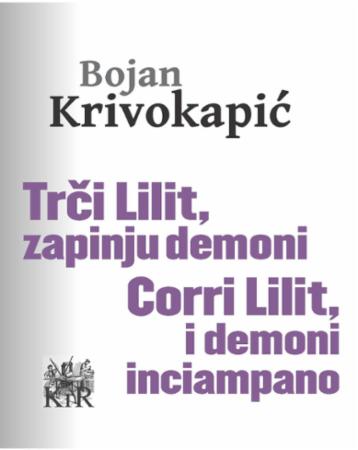 Bojan
Krivokapić
Trči Lilit,
zapinju demoni
Corri Lilit,
i demoni
inciampano
KTR